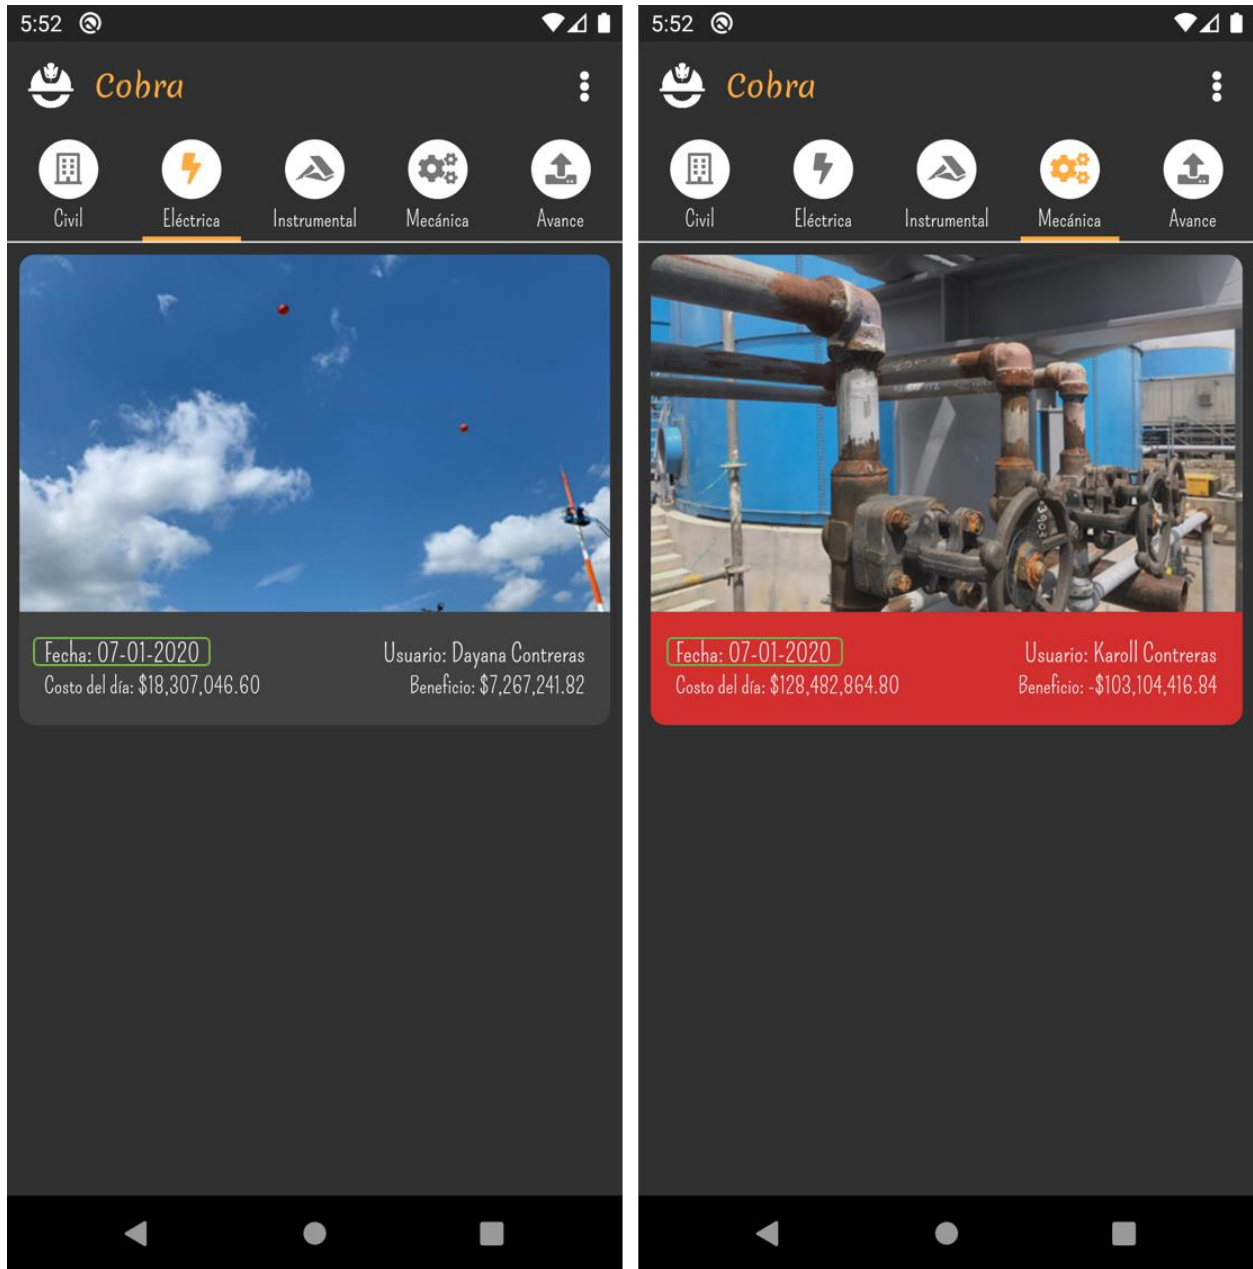 5:52
Cobra
Civil Eléctrica Instrumental Mecánica Avance
Fecha: 07-01-2020 Usuario: Dayana Contreras
Costo del día: $18,307,046.60 Beneficio: $7,267,241.82
5:52
Cobra
Civil Eléctrica Instrumental Mecánica Avance
3903
Fecha: 07-01-2020 Usuario: Karoll Contreras
Costo del día: $128,482,864.80 Beneficio: -$103,104,416.84